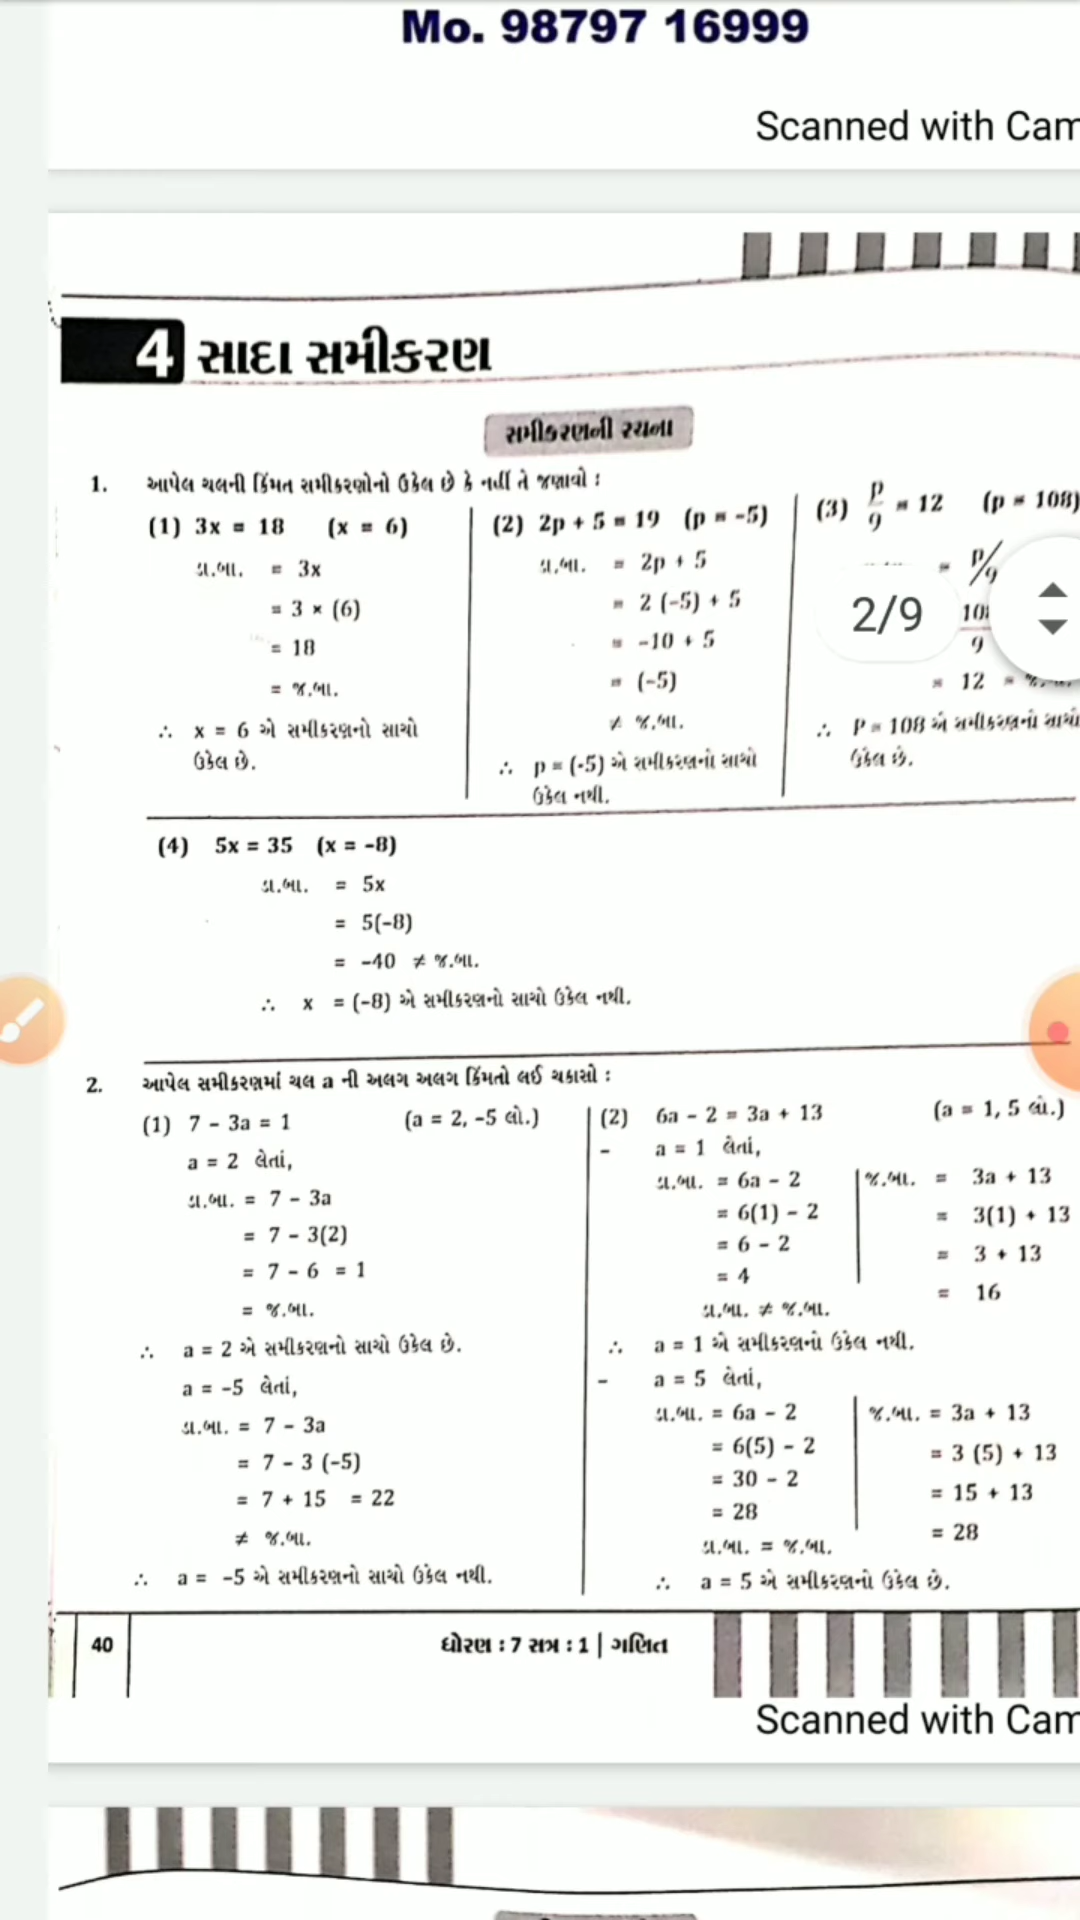 Mo. 98797 16999
Scanned with Cam
4 સાદા સમીકરણ
સમીકરણની રચના
1. આપેલ ચલની કિંમત સમીકરણોનો ઉકેલ છે કે નહીં તે જણાવો :
(1) 3x = 18 (x = 6)
ડા.બા. = 3x
= 3 × (6)
= 18
= જ.બા.
∴ x = 6 એ સમીકરણનો સાચો
ઉકેલ છે.
(2) 2p + 5 = 19 (p = -5)
ડા.બા. = 2p + 5
= 2 (-5) + 5
= -10 + 5
= (-5)
≠ જ.બા.
∴ p = (-5) એ સમીકરણનો સાચો
ઉકેલ નથી.
(3) p/9 = 12 (p = 108)
= p/9
2/9
10
9
= 12 =
∴ P = 108 એ સમીકરણનો સાચો
ઉકેલ છે.
(4) 5x = 35 (x = -8)
ડા.બા. = 5x
= 5(-8)
= -40 ≠ જ.બા.
∴ x = (-8) એ સમીકરણનો સાચો ઉકેલ નથી.
2. આપેલ સમીકરણમાં ચલ a ની અલગ અલગ કિંમતો લઈ ચકાસો :
(1) 7 - 3a = 1 (a = 2, -5 લો.)
a = 2 લેતાં,
ડા.બા. = 7 - 3a
= 7 - 3(2)
= 7 - 6 = 1
= જ.બા.
∴ a = 2 એ સમીકરણનો સાચો ઉકેલ છે.
a = -5 લેતાં,
ડા.બા. = 7 - 3a
= 7 - 3 (-5)
= 7 + 15 = 22
≠ જ.બા.
∴ a = -5 એ સમીકરણનો સાચો ઉકેલ નથી.
(2) 6a - 2 = 3a + 13 (a = 1, 5 લો.)
- a = 1 લેતાં,
ડા.બા. = 6a - 2
= 6(1) - 2
= 6 - 2
= 4
જ.બા. = 3a + 13
= 3(1) + 13
= 3 + 13
= 16
ડા.બા. ≠ જ.બા.
∴ a = 1 એ સમીકરણનો ઉકેલ નથી.
- a = 5 લેતાં,
ડા.બા. = 6a - 2
= 6(5) - 2
= 30 - 2
= 28
જ.બા. = 3a + 13
= 3 (5) + 13
= 15 + 13
= 28
ડા.બા. = જ.બા.
∴ a = 5 એ સમીકરણનો ઉકેલ છે.
40
ધોરણ : 7 સત્ર : 1 | ગણિત
Scanned with Cam